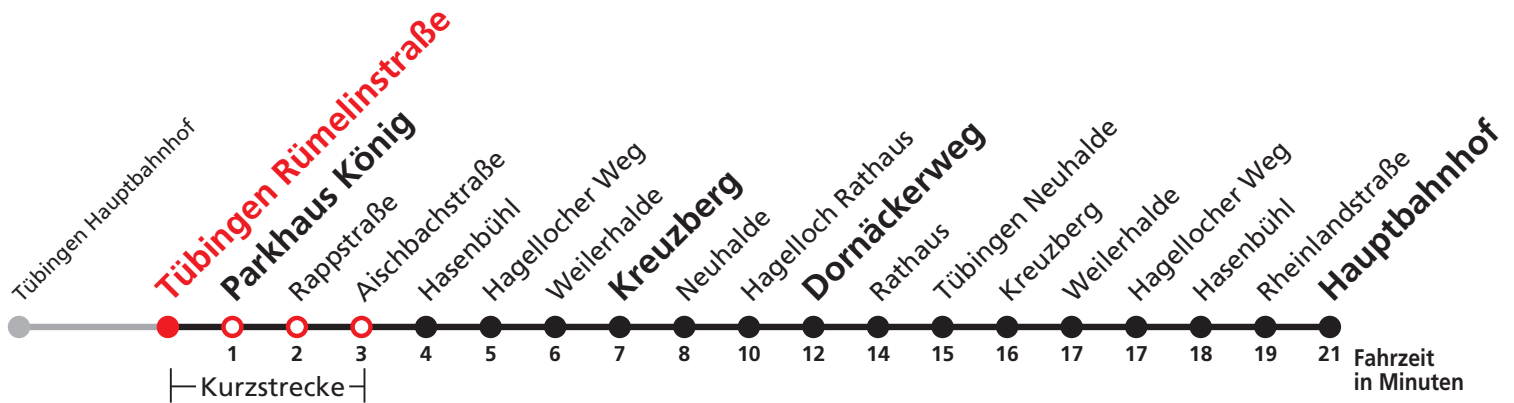 Tübingen Hauptbahnhof
Tübingen Rümelinstraße
Parkhaus König
Rappstraße
Aischbachstraße
Hasenbühl
Hagellocher Weg
Weilerhalde
Kreuzberg
Neuhalde
Hagelloch Rathaus
Dornäckerweg
Rathaus
Tübingen Neuhalde
Kreuzberg
Weilerhalde
Hagellocher Weg
Hasenbühl
Rheinlandstraße
Hauptbahnhof
1 2 3 4 5 6 7 8 10 12 14 15 16 17 17 18 19 21 Fahrzeit
in Minuten
Kurzstrecke